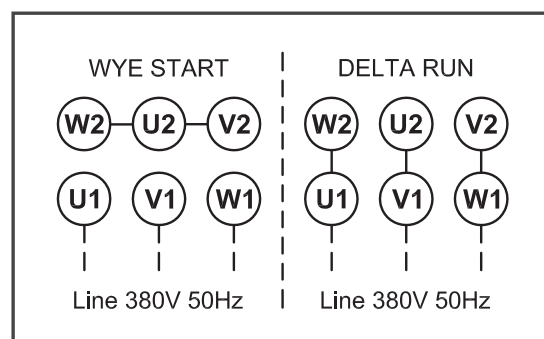 WYE START
W2 U2 V2
U1 V1 W1
Line 380V 50Hz
DELTA RUN
W2 U2 V2
U1 V1 W1
Line 380V 50Hz